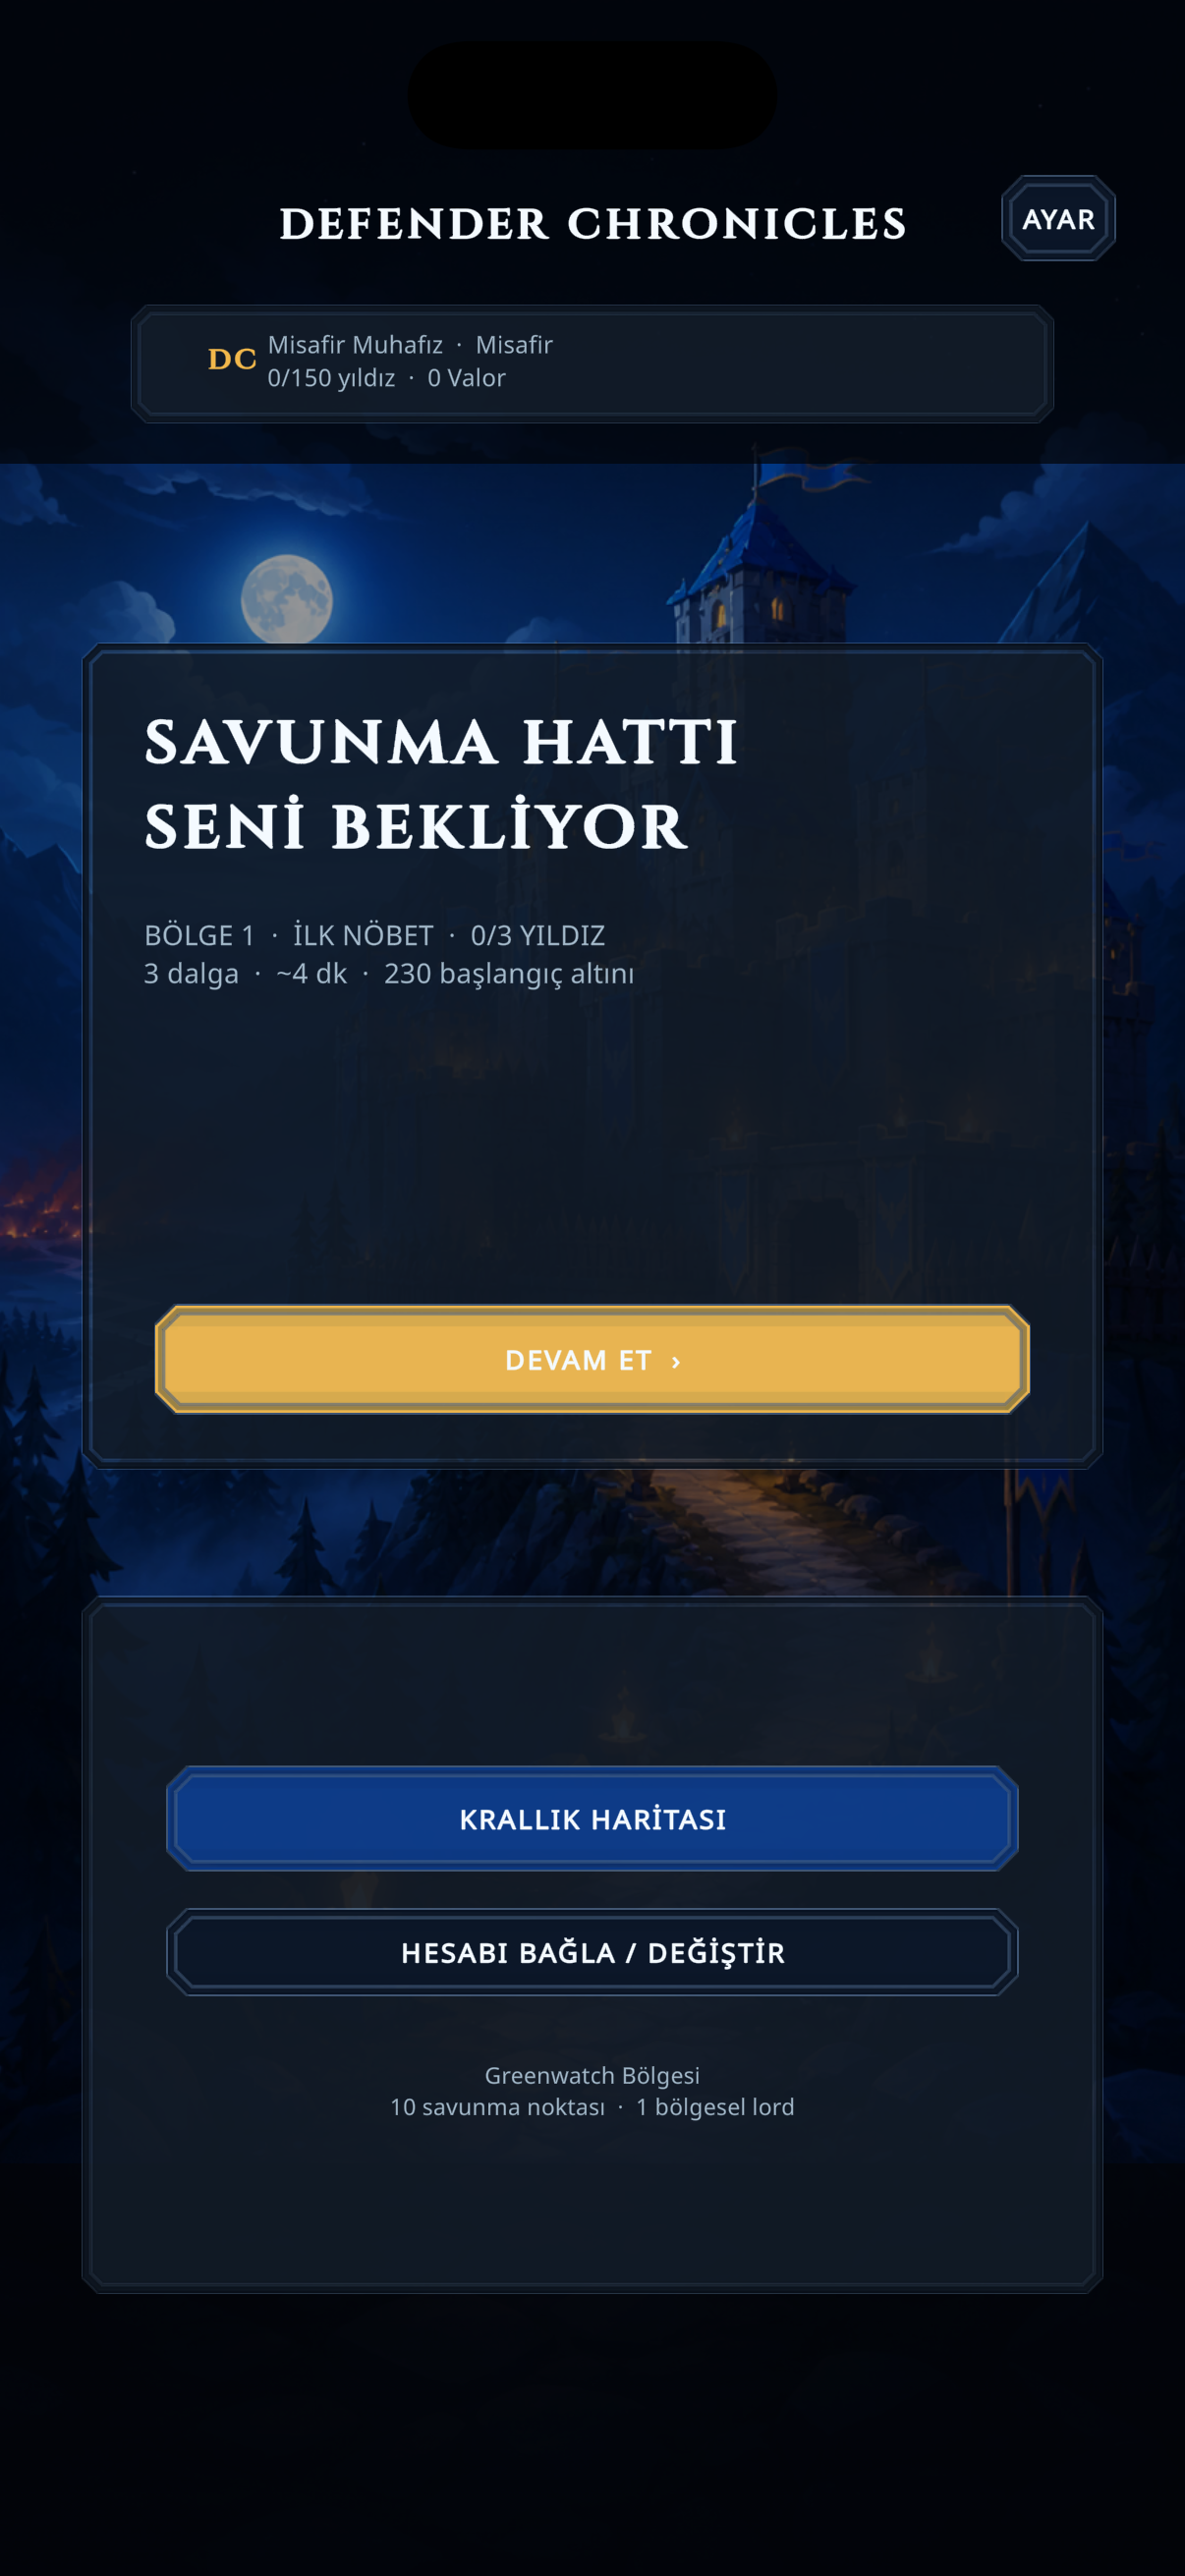 DEFENDER CHRONICLES
AYAR
DC
Misafir Muhafız · Misafir
0/150 yıldız · 0 Valor
SAVUNMA HATTI
SENİ BEKLİYOR
BÖLGE 1 · İLK NÖBET · 0/3 YILDIZ
3 dalga · ~4 dk · 230 başlangıç altını
DEVAM ET ›
KRALLIK HARİTASI
HESABI BAĞLA / DEĞİŞTİR
Greenwatch Bölgesi
10 savunma noktası · 1 bölgesel lord